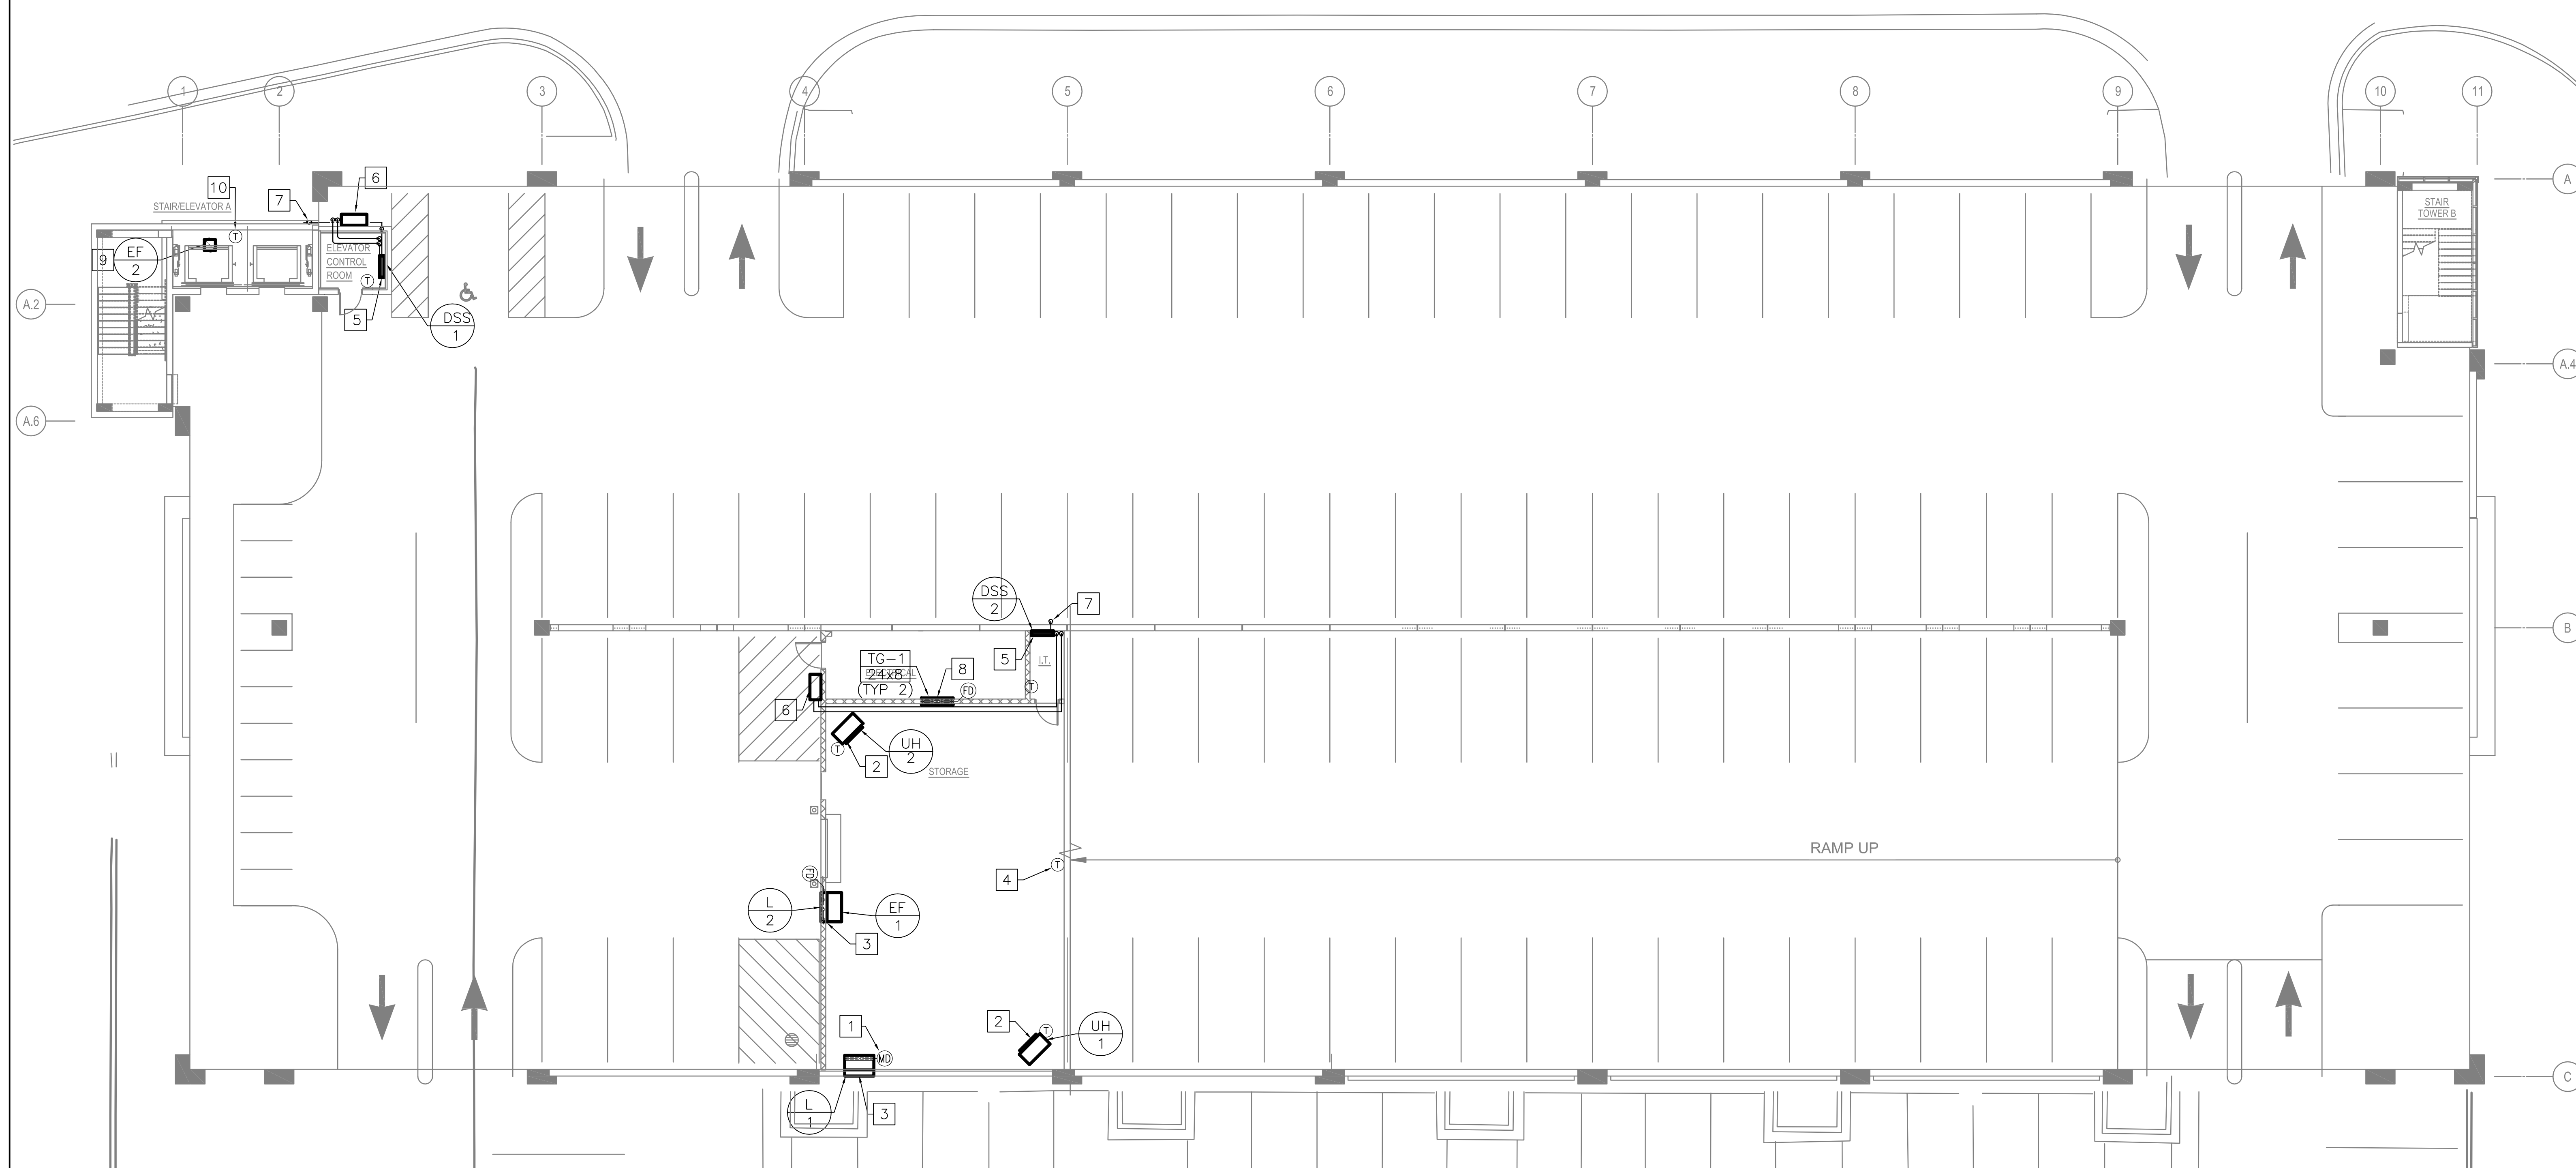 1
2
3
4
5
6
7
8
9
10
11
A
6
10
7
STAIR/ELEVATOR A
STAIR
TOWER B
ELEVATOR
CONTROL
ROOM
9
EF
2
T
T
A.2
5
DSS
1
A.4
A.6
DSS
2
7
5
I.T.
B
TG-1
24x8
(TYP 2)
ELECTRICAL
8
FD
T
6
T
UH
2
2
STORAGE
RAMP UP
T
4
FD
L
2
EF
1
3
1
MD
2
T
UH
1
C
L
1
3